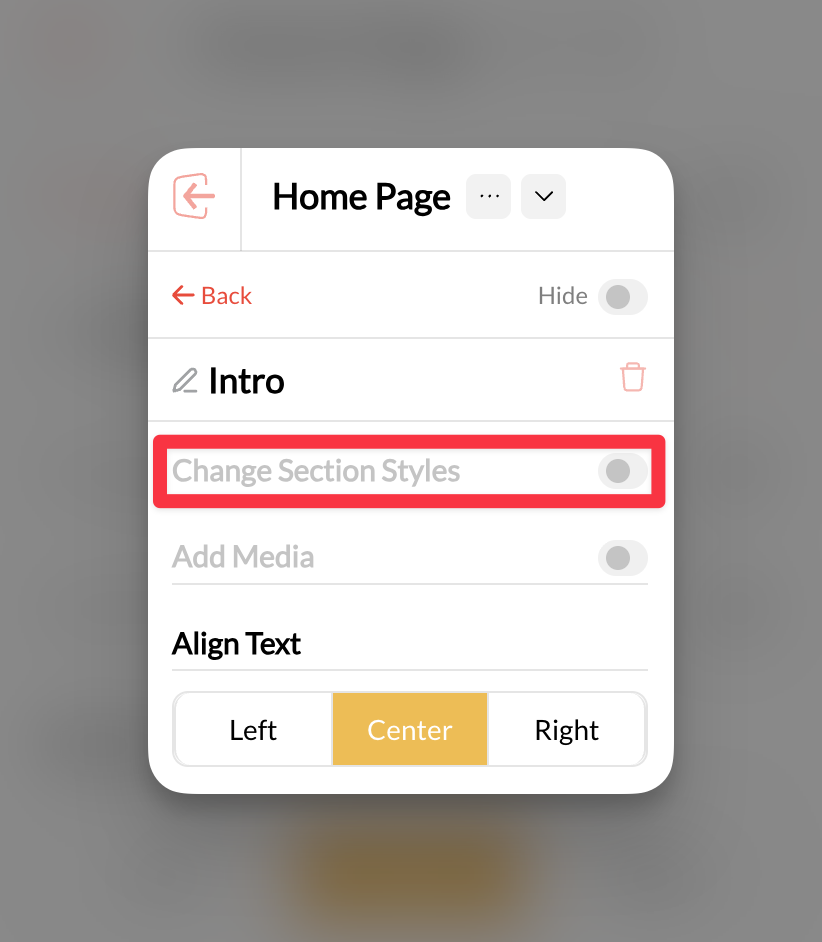 Home Page ...
Back Hide
Intro
Change Section Styles
Add Media
Align Text
Left Center Right